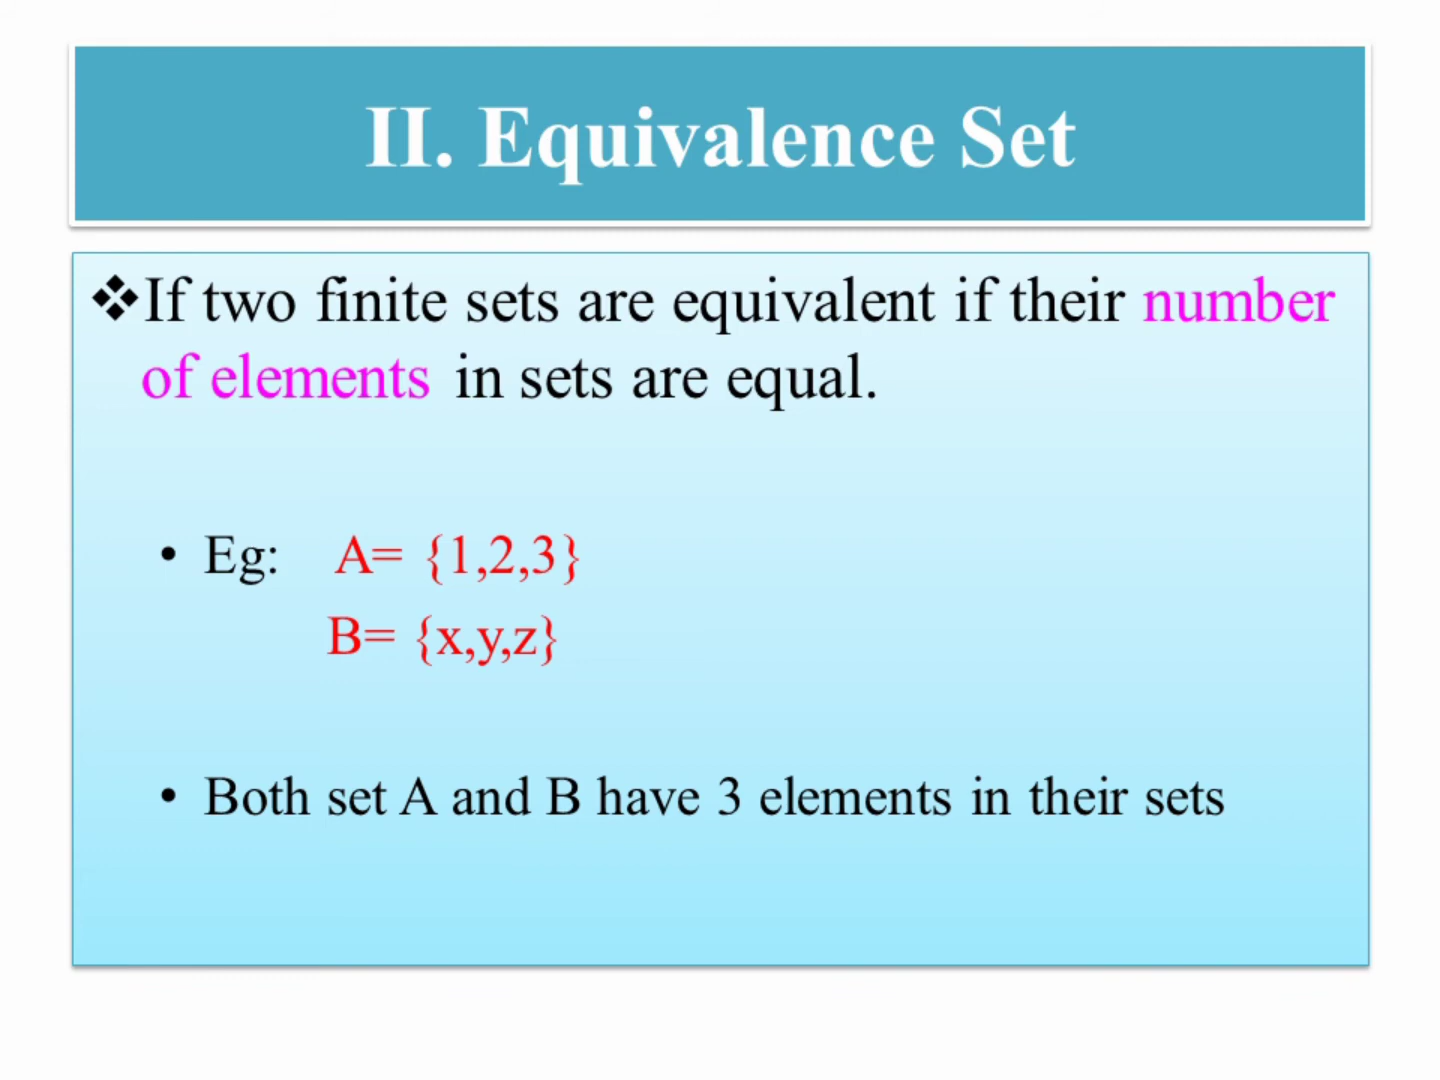 II. Equivalence Set
❖If two finite sets are equivalent if their number
of elements in sets are equal.
• Eg: A= {1,2,3}
B= {x,y,z}
• Both set A and B have 3 elements in their sets